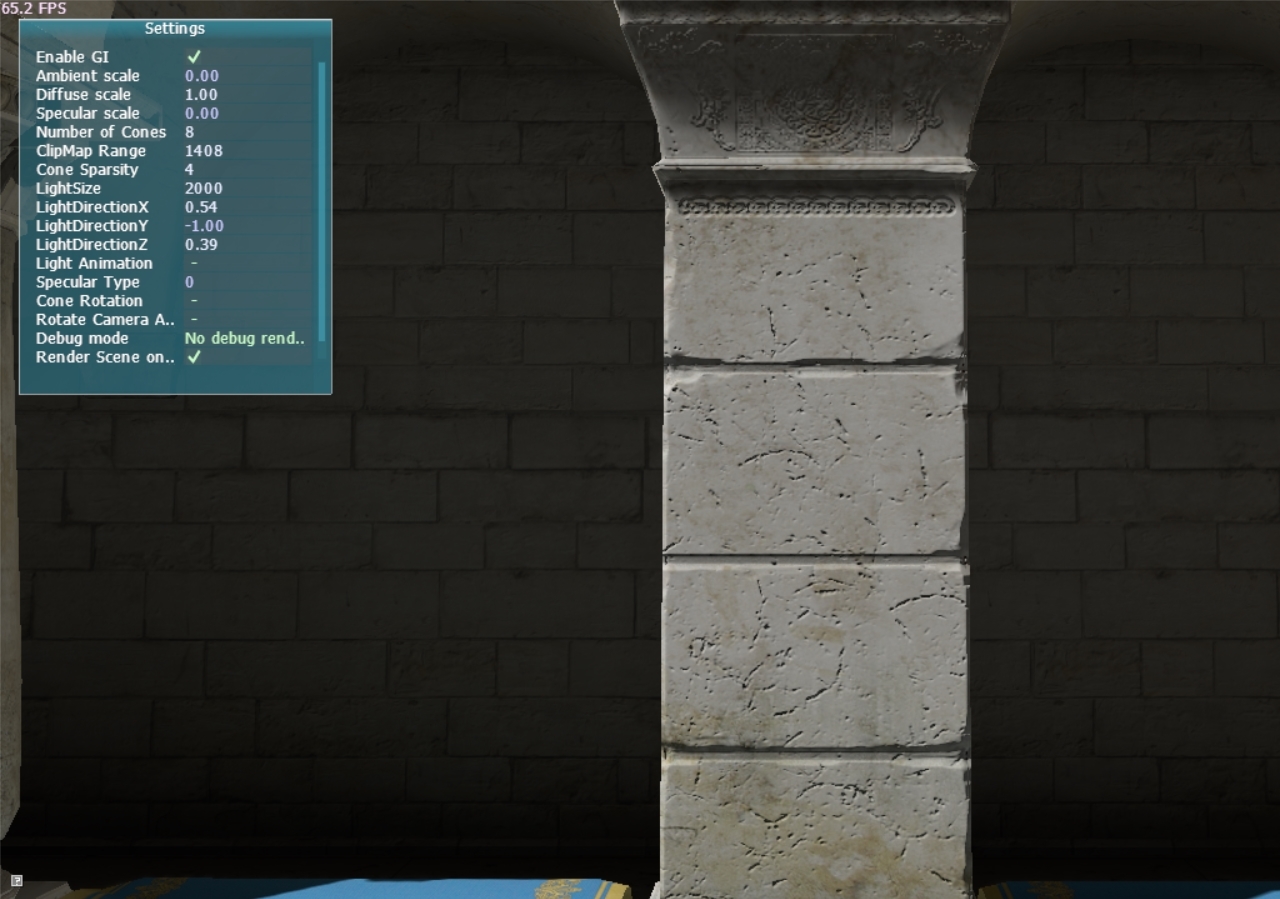 65.2 FPS
Settings
Enable GI ✓
Ambient scale 0.00
Diffuse scale 1.00
Specular scale 0.00
Number of Cones 8
ClipMap Range 1408
Cone Sparsity 4
LightSize 2000
LightDirectionX 0.54
LightDirectionY -1.00
LightDirectionZ 0.39
Light Animation -
Specular Type 0
Cone Rotation -
Rotate Camera A.. -
Debug mode No debug rend..
Render Scene on.. ✓
?